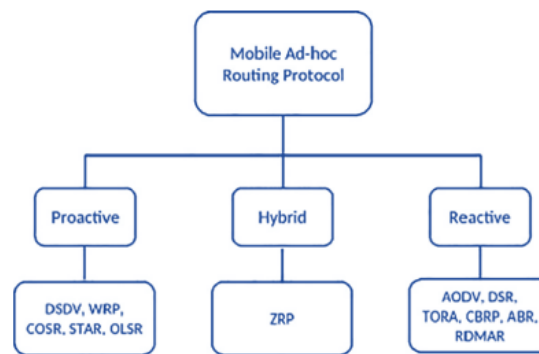 Mobile Ad-hoc
Routing Protocol
Proactive
Hybrid
Reactive
DSDV, WRP,
COSR, STAR, OLSR
ZRP
AODV, DSR,
TORA, CBRP, ABR,
RDMAR